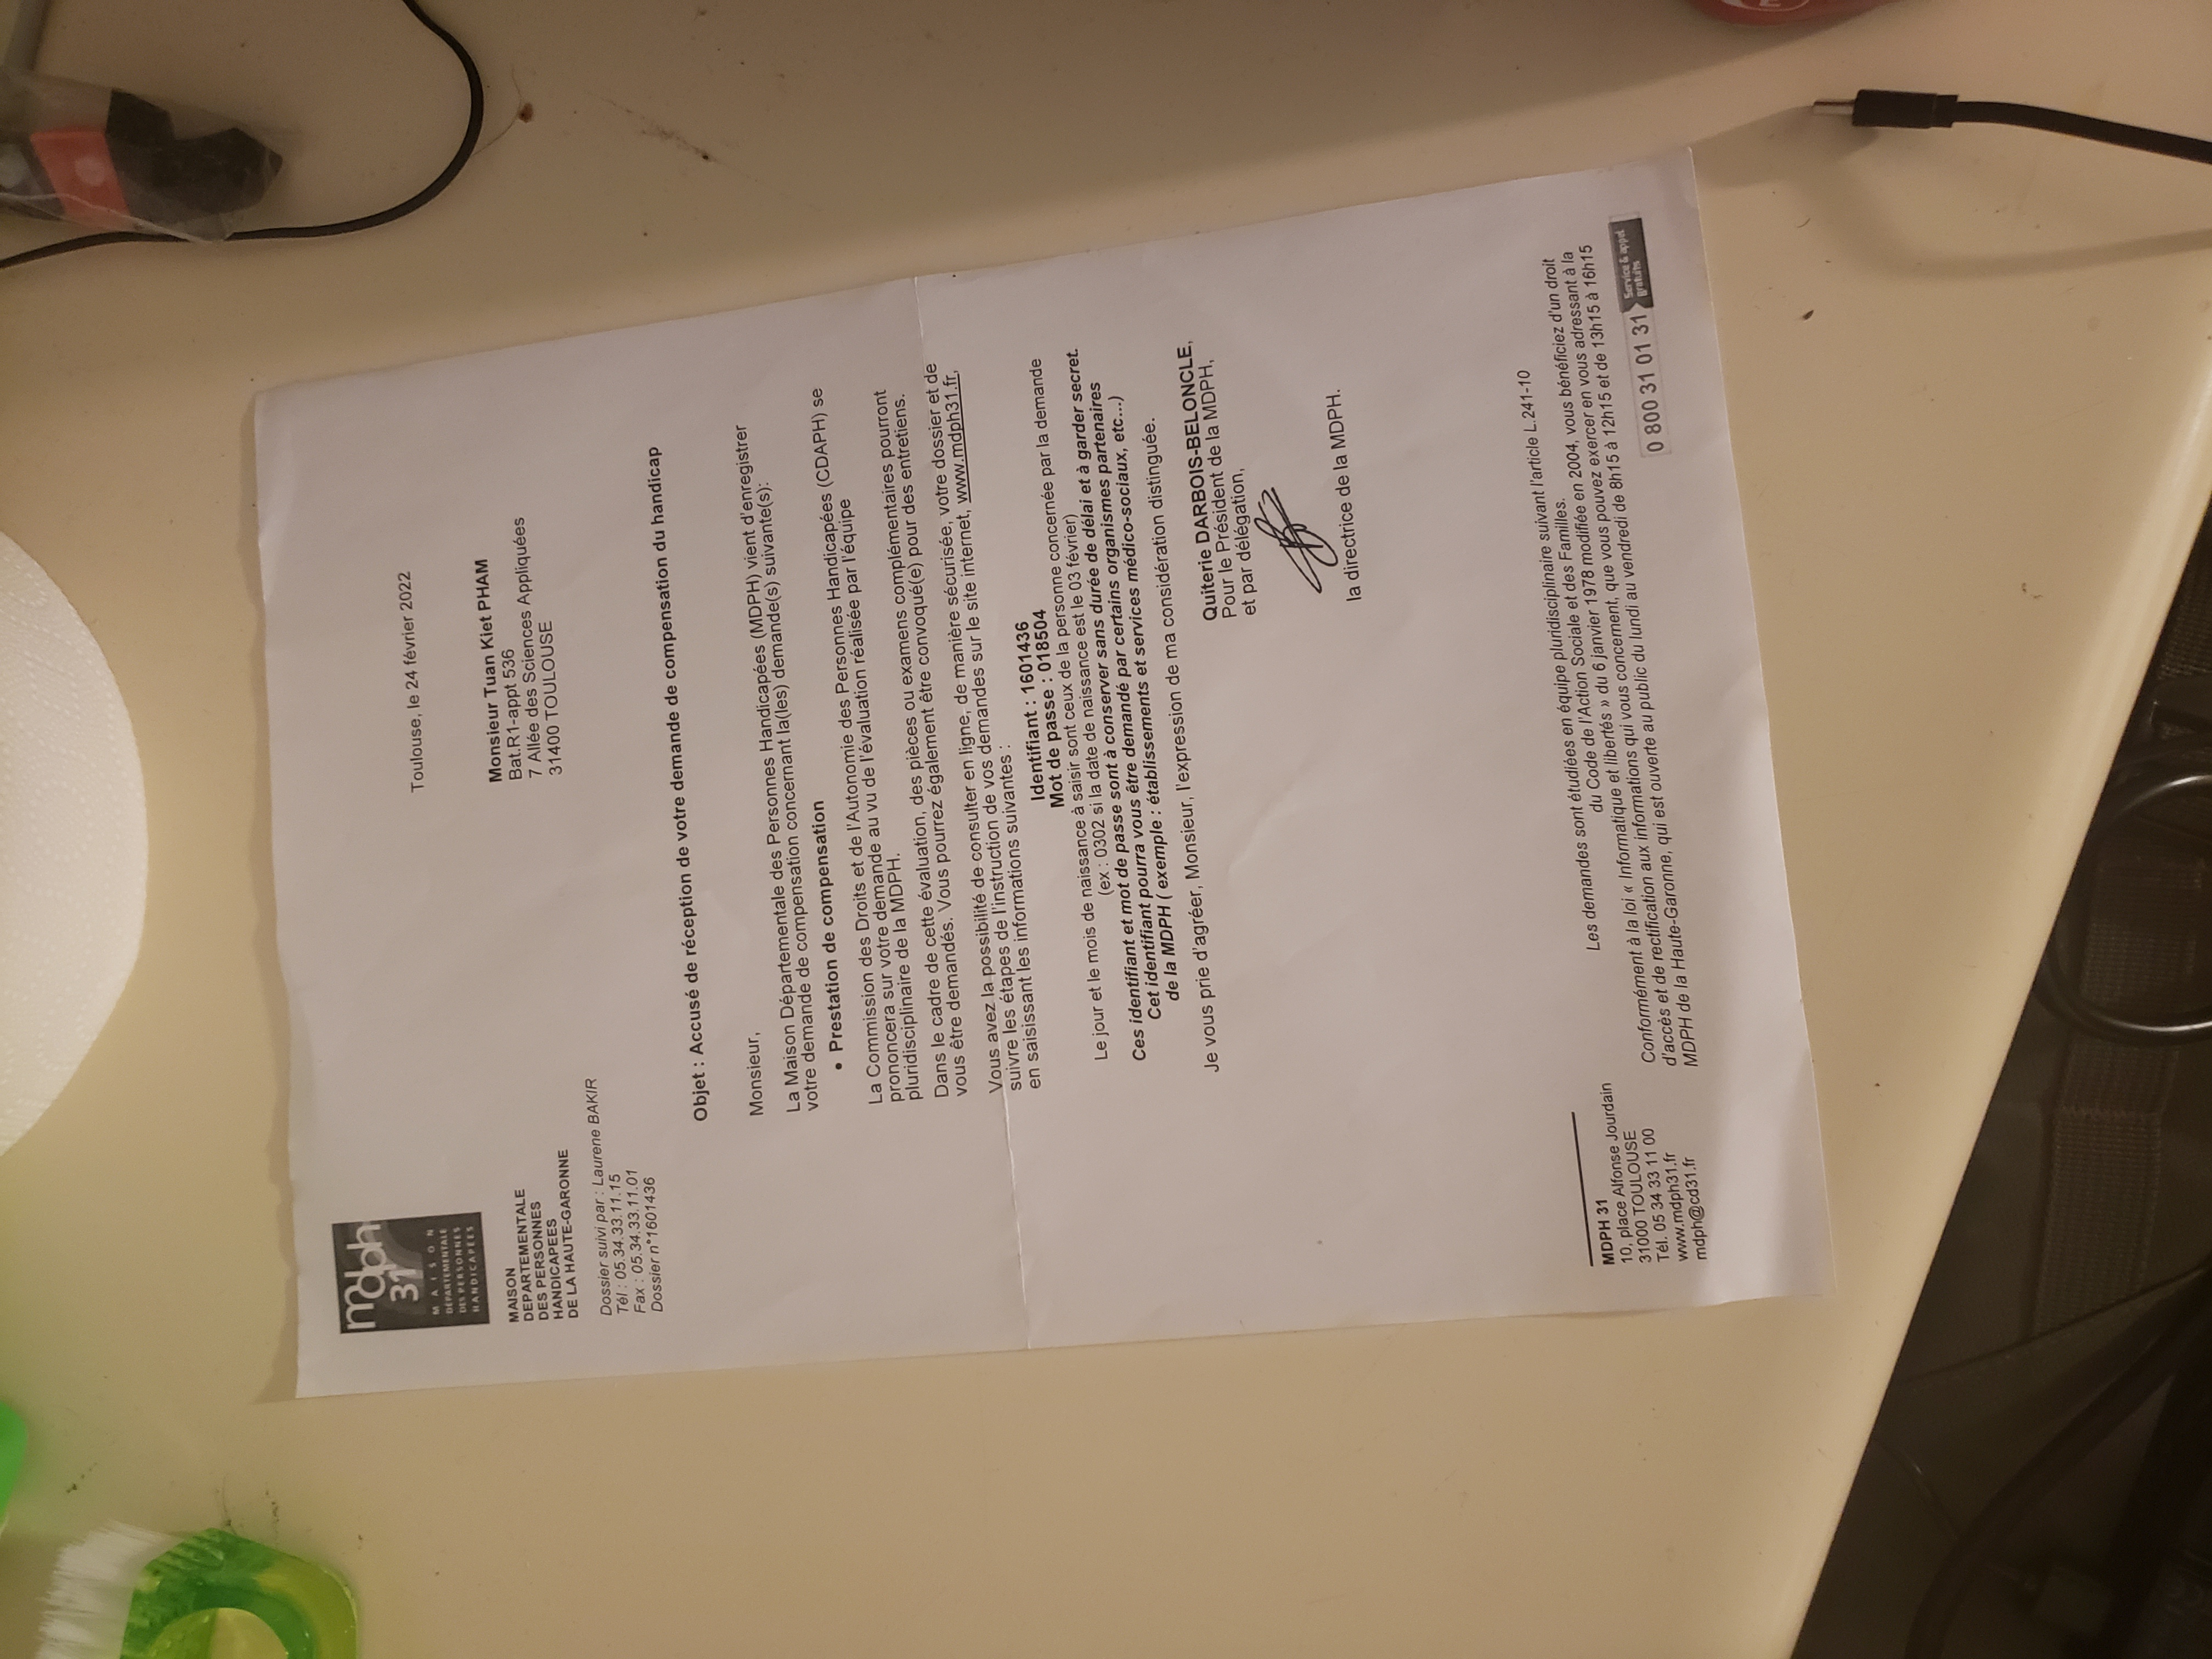 mdph
31
MAISON
DÉPARTEMENTALE
DES PERSONNES
HANDICAPÉES
MAISON
DEPARTEMENTALE
DES PERSONNES
HANDICAPEES
DE LA HAUTE-GARONNE
Dossier suivi par : Laurene BAKIR
Tél : 05.34.33.11.15
Fax : 05.34.33.11.01
Dossier n°1601436
Toulouse, le 24 février 2022
Monsieur Tuan Kiet PHAM
Bat.R1-appt 536
7 Allée des Sciences Appliquées
31400 TOULOUSE
Objet : Accusé de réception de votre demande de compensation du handicap
Monsieur,
La Maison Départementale des Personnes Handicapées (MDPH) vient d'enregistrer
votre demande de compensation concernant la(les) demande(s) suivante(s):
• Prestation de compensation
La Commission des Droits et de l'Autonomie des Personnes Handicapées (CDAPH) se
prononcera sur votre demande au vu de l'évaluation réalisée par l'équipe
pluridisciplinaire de la MDPH.
Dans le cadre de cette évaluation, des pièces ou examens complémentaires pourront
vous être demandés. Vous pourrez également être convoqué(e) pour des entretiens.
Vous avez la possibilité de consulter en ligne, de manière sécurisée, votre dossier et de
suivre les étapes de l'instruction de vos demandes sur le site internet, www.mdph31.fr,
en saisissant les informations suivantes :
Identifiant : 1601436
Mot de passe : 018504
Le jour et le mois de naissance à saisir sont ceux de la personne concernée par la demande
(ex : 0302 si la date de naissance est le 03 février)
Ces identifiant et mot de passe sont à conserver sans durée de délai et à garder secret.
Cet identifiant pourra vous être demandé par certains organismes partenaires
de la MDPH ( exemple : établissements et services médico-sociaux, etc...)
Je vous prie d'agréer, Monsieur, l'expression de ma considération distinguée.
Quiterie DARBOIS-BELONCLE,
Pour le Président de la MDPH,
et par délégation,
la directrice de la MDPH.
MDPH 31
10, place Alfonse Jourdain
31000 TOULOUSE
Tél. 05 34 33 11 00
www.mdph31.fr
mdph@cd31.fr
Les demandes sont étudiées en équipe pluridisciplinaire suivant l'article L.241-10
du Code de l'Action Sociale et des Familles.
Conformément à la loi « Informatique et libertés » du 6 janvier 1978 modifiée en 2004, vous bénéficiez d'un droit
d'accès et de rectification aux informations qui vous concernent, que vous pouvez exercer en vous adressant à la
MDPH de la Haute-Garonne, qui est ouverte au public du lundi au vendredi de 8h15 à 12h15 et de 13h15 à 16h15
0 800 31 01 31
Service & appel
gratuits